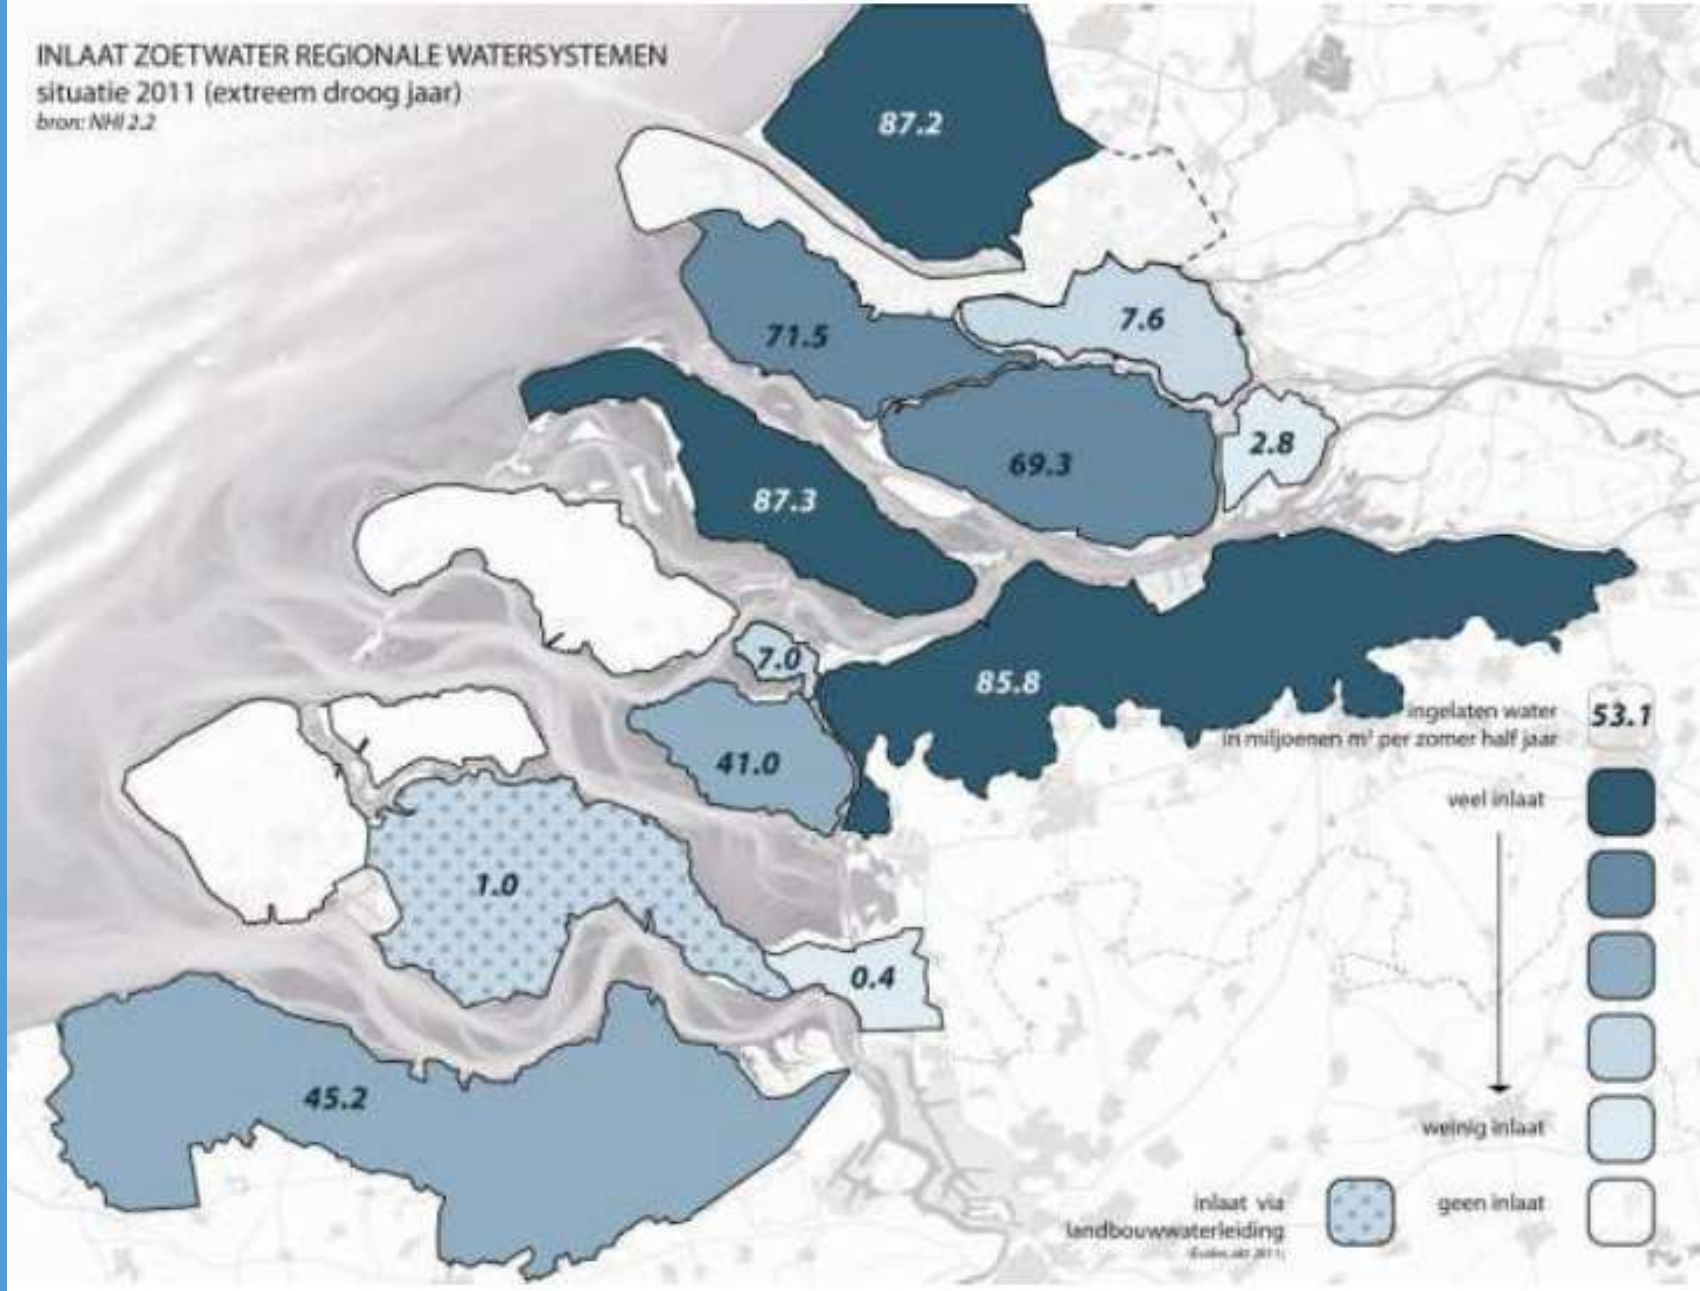 INLAAT ZOETWATER REGIONALE WATERSYSTEMEN
situatie 2011 (extreem droog jaar)
bron: NHI 2.2
87.2
7.6
71.5
2.8
69.3
87.3
7.0
85.8
41.0
1.0
0.4
45.2
ingelaten water
in miljoenen m³ per zomer half jaar
53.1
veel inlaat
weinig inlaat
geen inlaat
inlaat via
landbouwwaterleiding